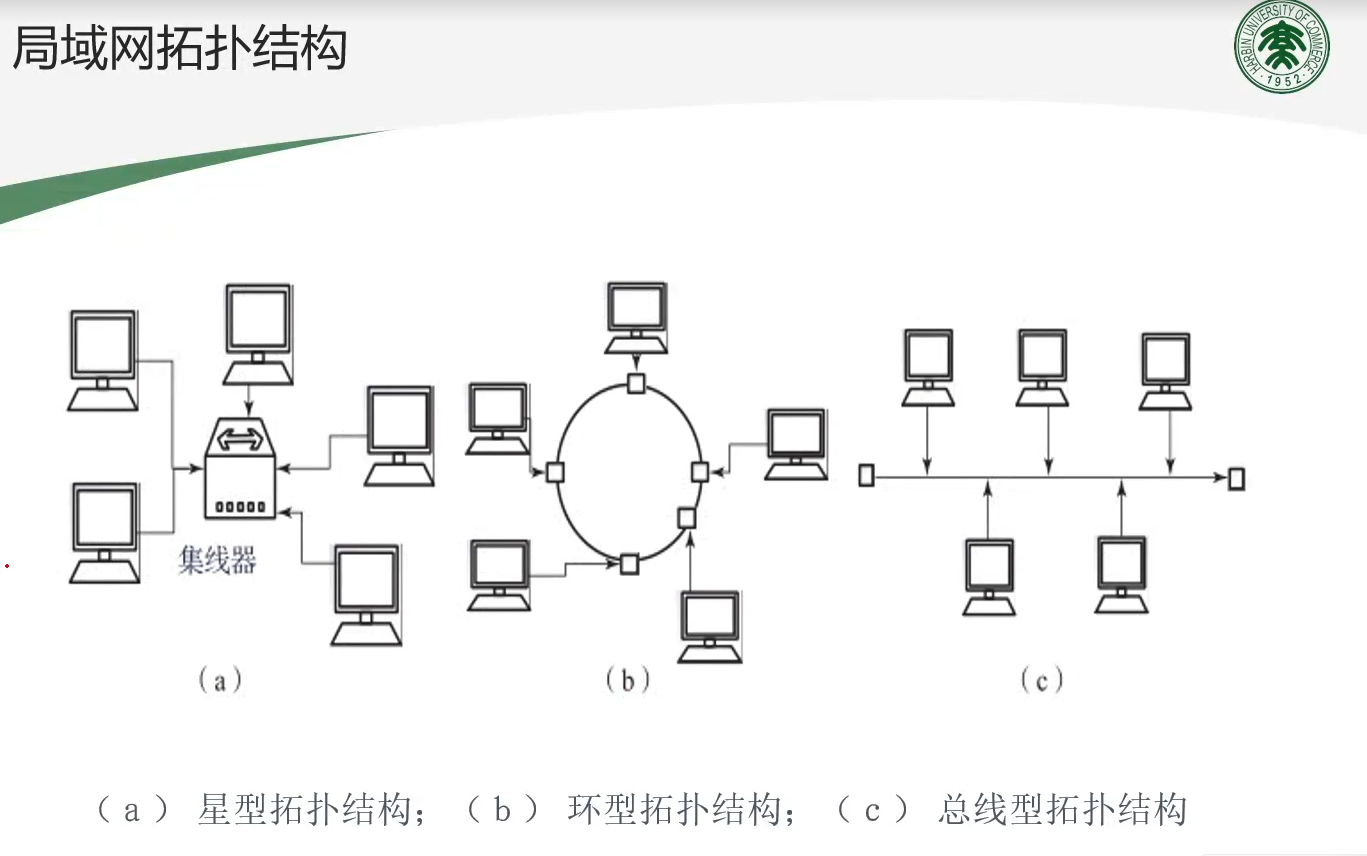 局域网拓扑结构
HARBIN UNIVERSITY OF COMMERCE
· 1952 ·
集线器
（a）
（b）
（c）
（a） 星型拓扑结构；（b） 环型拓扑结构；（c） 总线型拓扑结构